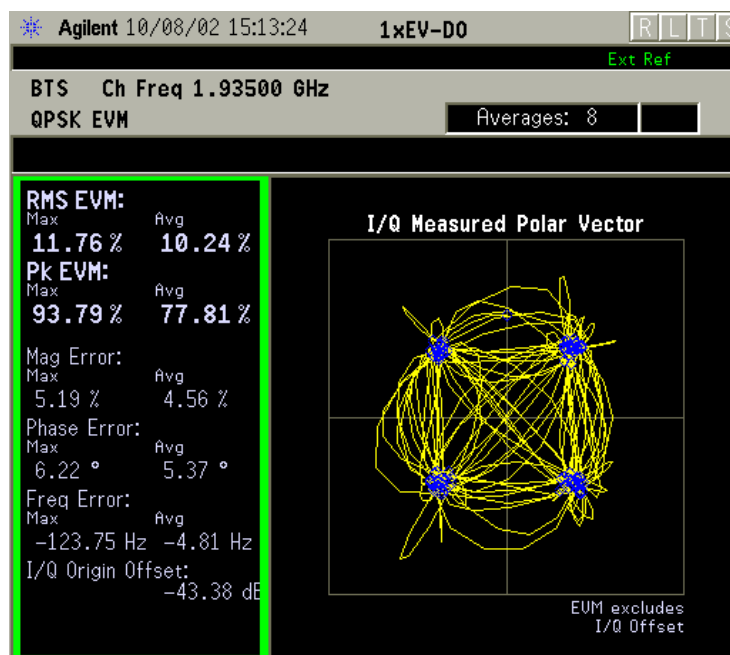 Agilent 10/08/02 15:13:24 1xEV-DO R L T S
Ext Ref
BTS Ch Freq 1.93500 GHz
QPSK EVM Averages: 8
RMS EVM:
Max Avg
11.76 % 10.24 %
Pk EVM:
Max Avg
93.79 % 77.81 %
Mag Error:
Max Avg
5.19 % 4.56 %
Phase Error:
Max Avg
6.22 ° 5.37 °
Freq Error:
Max Avg
-123.75 Hz -4.81 Hz
I/Q Origin Offset:
-43.38 dB
I/Q Measured Polar Vector
EVM excludes
I/Q Offset